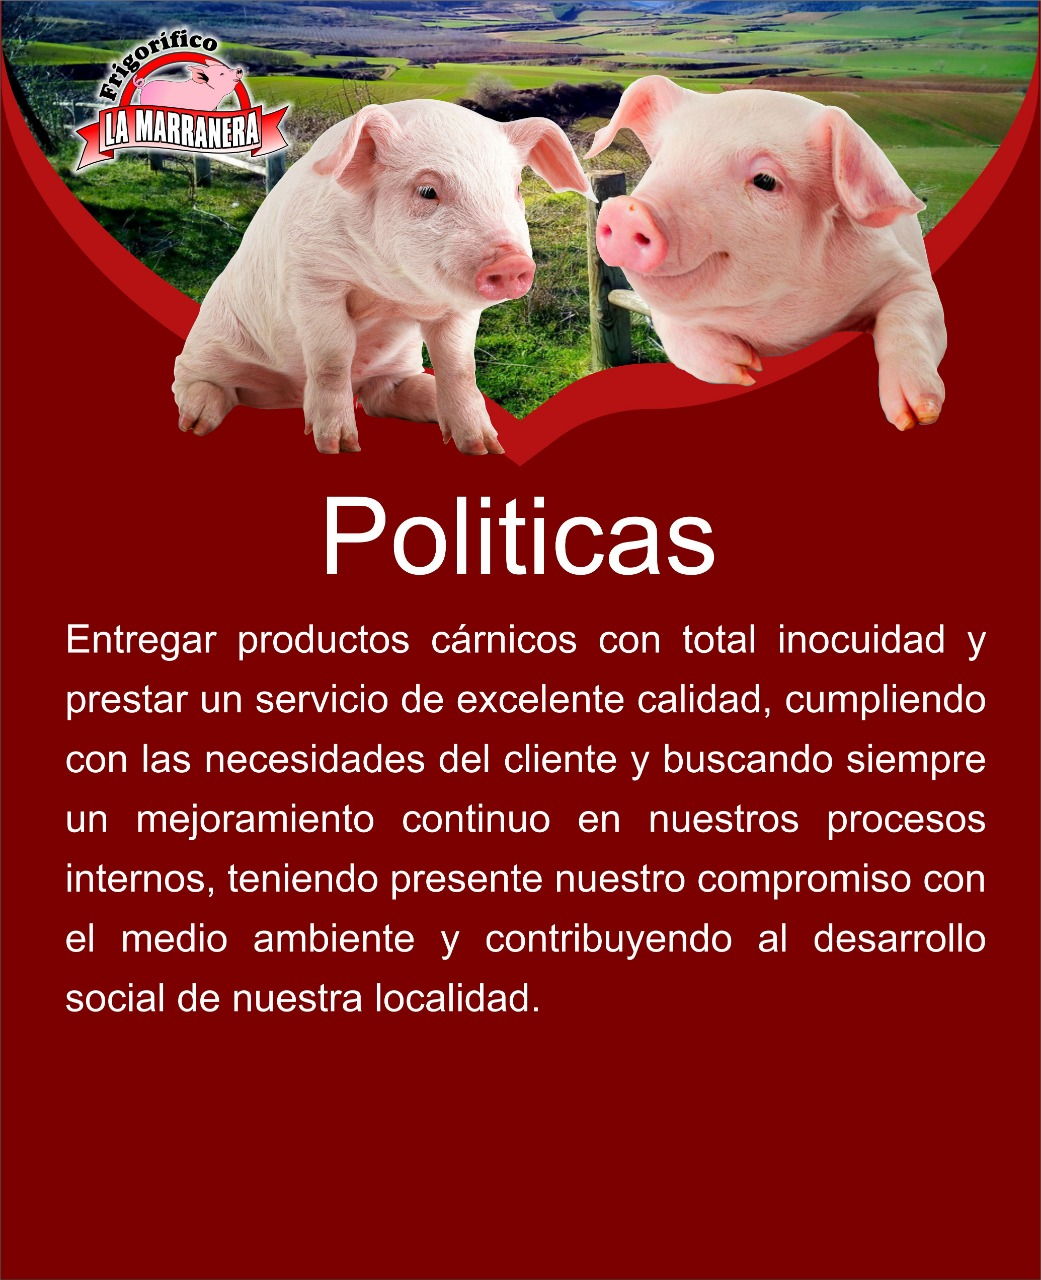 Frigorífico
LA MARRANERA
Politicas
Entregar productos cárnicos con total inocuidad y
prestar un servicio de excelente calidad, cumpliendo
con las necesidades del cliente y buscando siempre
un mejoramiento continuo en nuestros procesos
internos, teniendo presente nuestro compromiso con
el medio ambiente y contribuyendo al desarrollo
social de nuestra localidad.